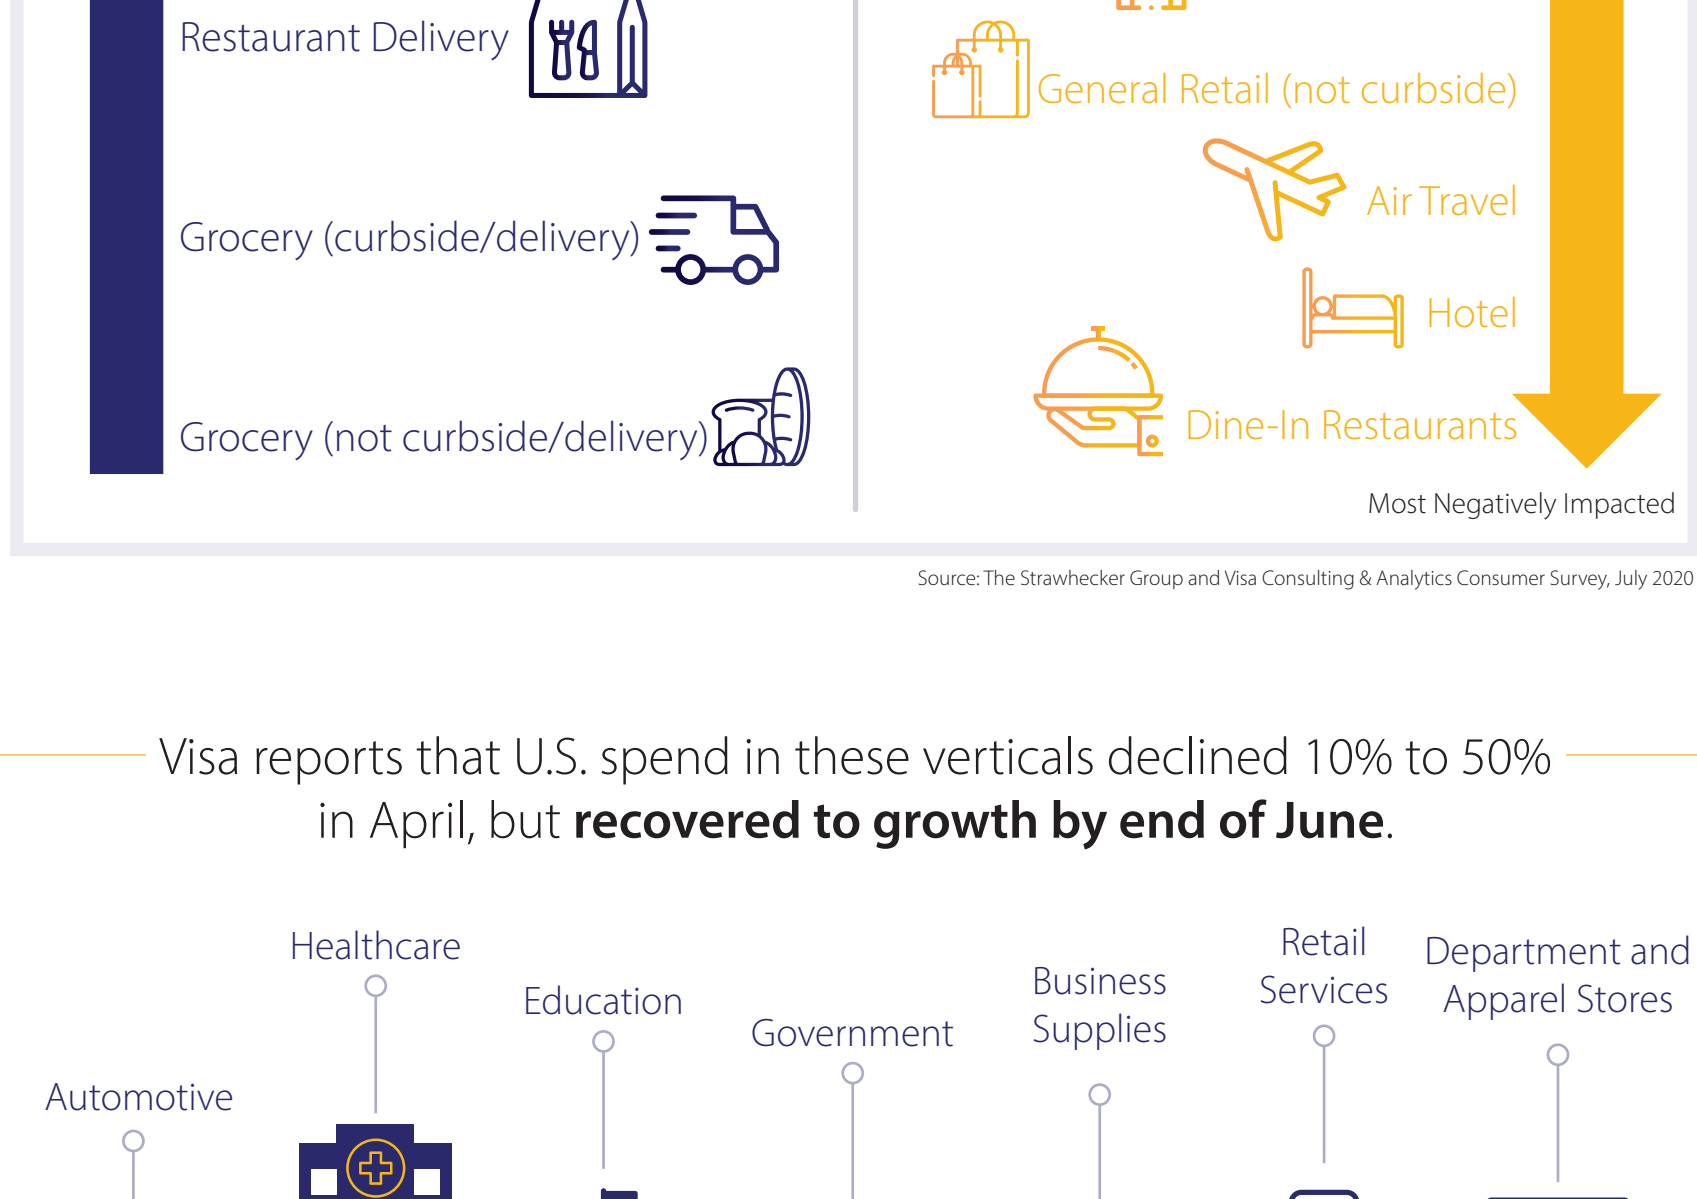 Restaurant Delivery
Grocery (curbside/delivery)
Grocery (not curbside/delivery)
General Retail (not curbside)
Air Travel
Hotel
Dine-In Restaurants
Most Negatively Impacted
Source: The Strawhecker Group and Visa Consulting & Analytics Consumer Survey, July 2020
Visa reports that U.S. spend in these verticals declined 10% to 50%
in April, but recovered to growth by end of June.
Automotive
Healthcare
Education
Government
Business
Supplies
Retail
Services
Department and
Apparel Stores